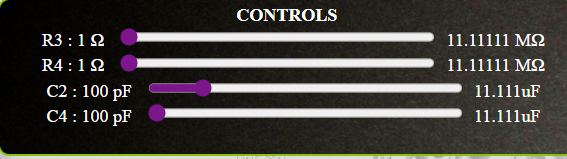 CONTROLS
R3 : 1 Ω 11.11111 MΩ
R4 : 1 Ω 11.11111 MΩ
C2 : 100 pF 11.111uF
C4 : 100 pF 11.111uF